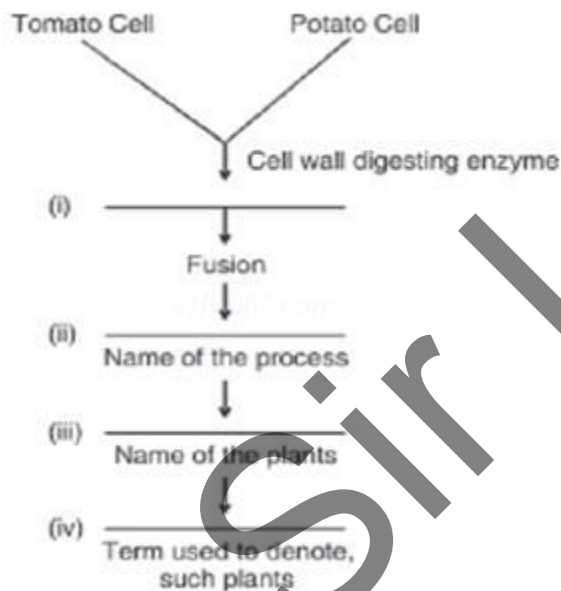 Tomato Cell Potato Cell
Cell wall digesting enzyme
(i)
Fusion
(ii)
Name of the process
(iii)
Name of the plants
(iv)
Term used to denote,
such plants
Sir